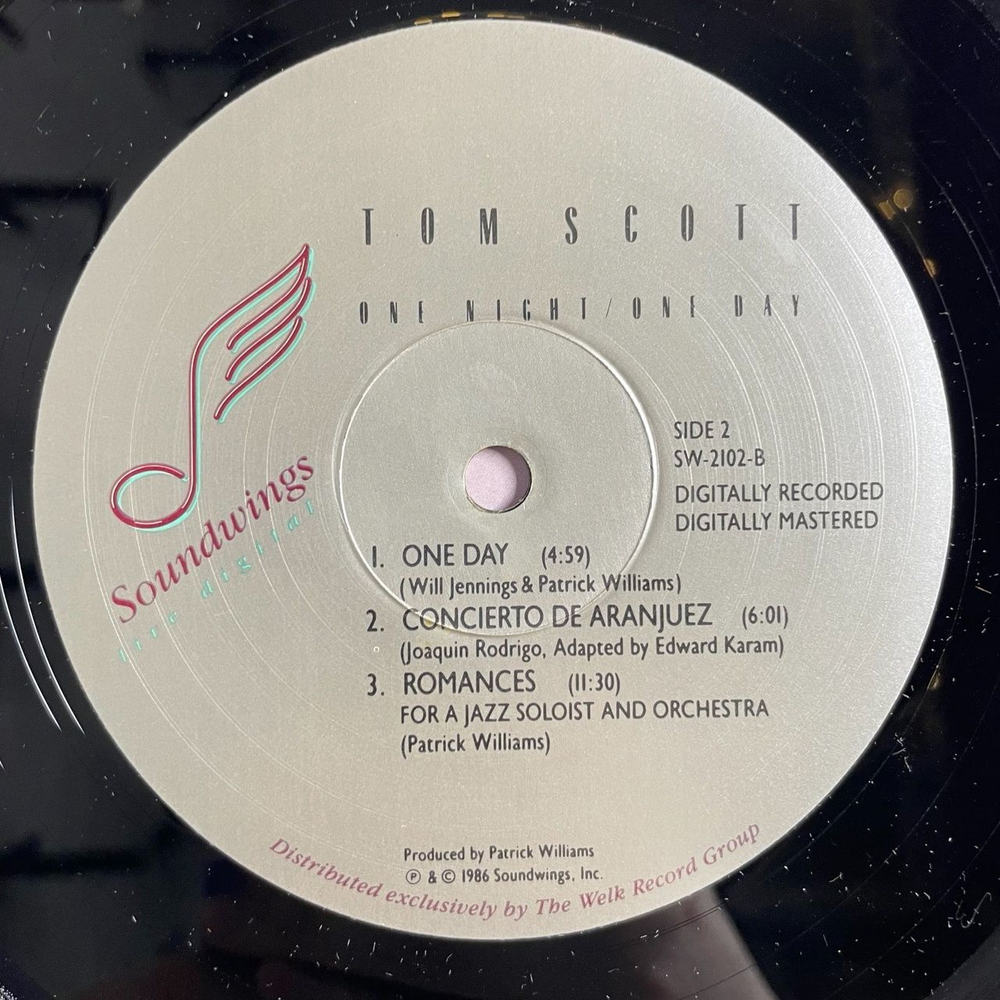 TOM SCOTT
ONE NIGHT/ONE DAY
Soundwings
SIDE 2
SW-2102-B
DIGITALLY RECORDED
DIGITALLY MASTERED
1. ONE DAY (4:59)
(Will Jennings & Patrick Williams)
2. CONCIERTO DE ARANJUEZ (6:01)
(Joaquin Rodrigo, Adapted by Edward Karam)
3. ROMANCES (11:30)
FOR A JAZZ SOLOIST AND ORCHESTRA
(Patrick Williams)
Produced by Patrick Williams
℗ & © 1986 Soundwings, Inc.
Distributed exclusively by The Welk Record Group